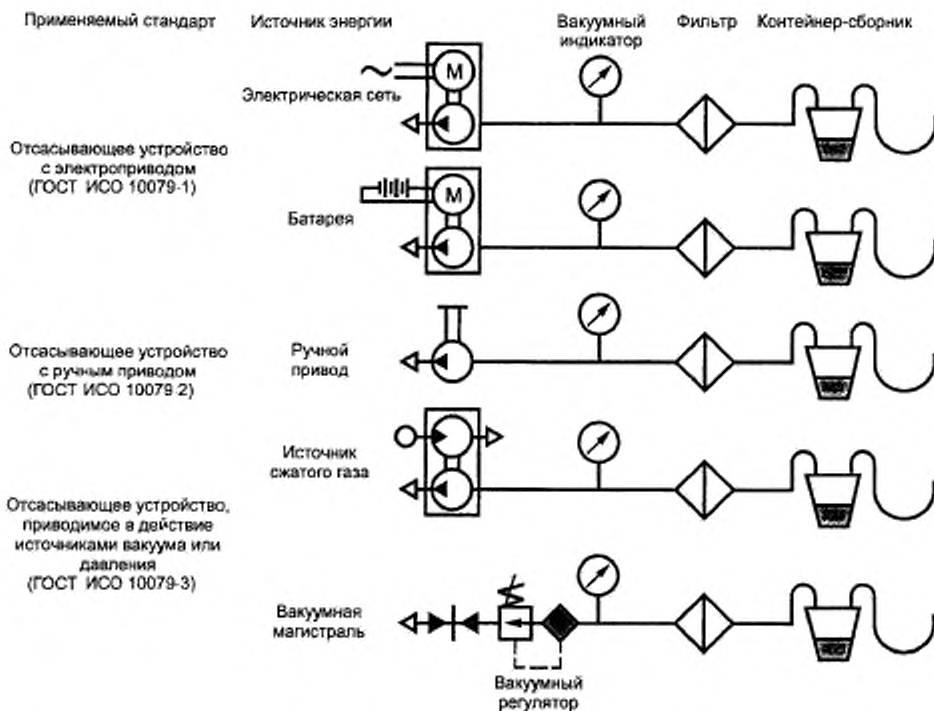 Применяемый стандарт
Источник энергии
Вакуумный
индикатор
Фильтр
Контейнер-сборник
М
Электрическая сеть
Отсасывающее устройство
с электроприводом
(ГОСТ ИСО 10079-1)
М
Батарея
Отсасывающее устройство
с ручным приводом
(ГОСТ ИСО 10079-2)
Ручной
привод
Источник
сжатого газа
Отсасывающее устройство,
приводимое в действие
источниками вакуума или
давления
(ГОСТ ИСО 10079-3)
Вакуумная
магистраль
Вакуумный
регулятор